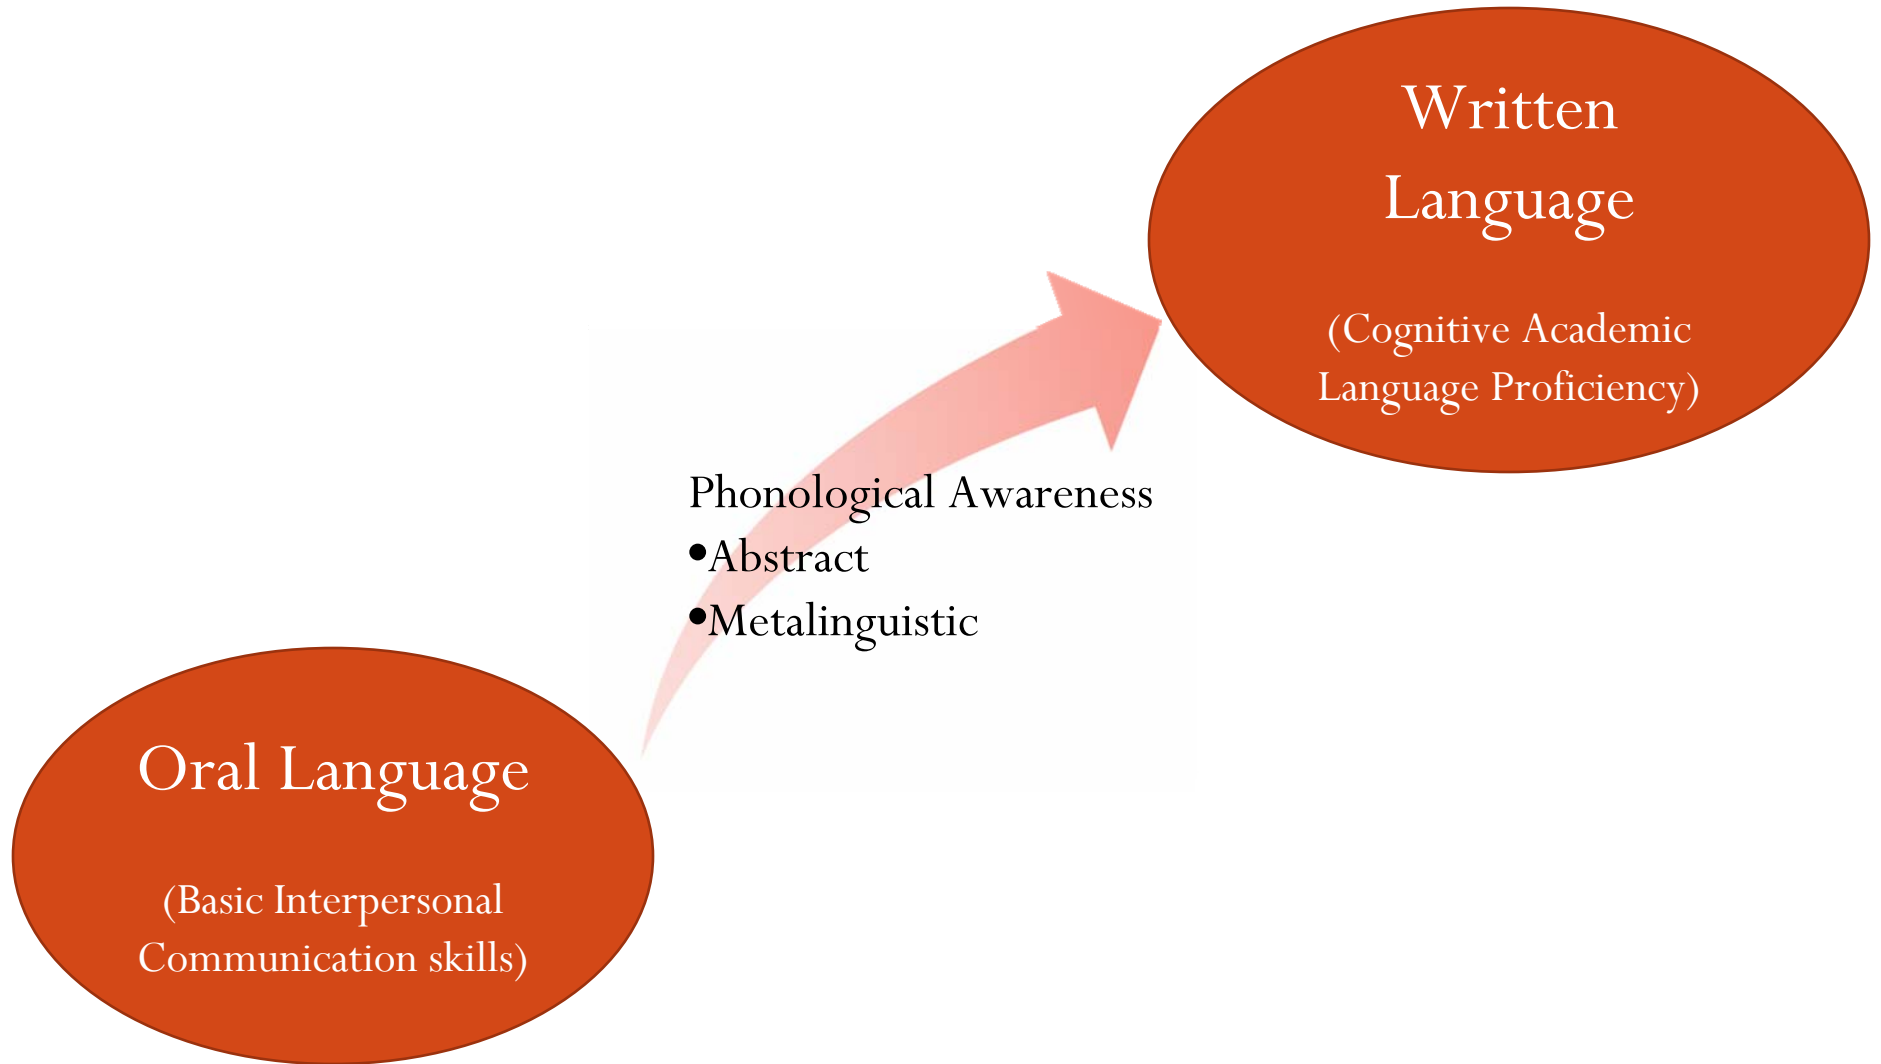 Written
Language
(Cognitive Academic
Language Proficiency)
Phonological Awareness
•Abstract
•Metalinguistic
Oral Language
(Basic Interpersonal
Communication skills)